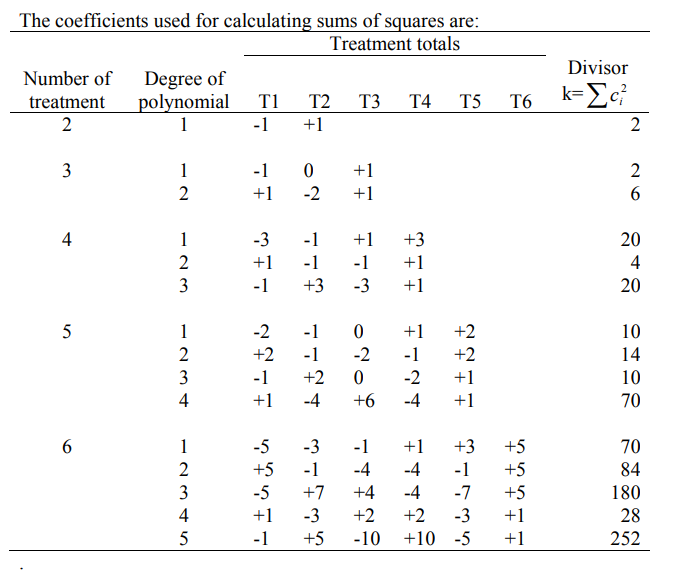 The coefficients used for calculating sums of squares are:
Treatment totals
Number of treatment Degree of polynomial T1 T2 T3 T4 T5 T6 Divisor k=∑c_i^2
2 1 -1 +1 2
3 1 -1 0 +1 2
2 +1 -2 +1 6
4 1 -3 -1 +1 +3 20
2 +1 -1 -1 +1 4
3 -1 +3 -3 +1 20
5 1 -2 -1 0 +1 +2 10
2 +2 -1 -2 -1 +2 14
3 -1 +2 0 -2 +1 10
4 +1 -4 +6 -4 +1 70
6 1 -5 -3 -1 +1 +3 +5 70
2 +5 -1 -4 -4 -1 +5 84
3 -5 +7 +4 -4 -7 +5 180
4 +1 -3 +2 +2 -3 +1 28
5 -1 +5 -10 +10 -5 +1 252